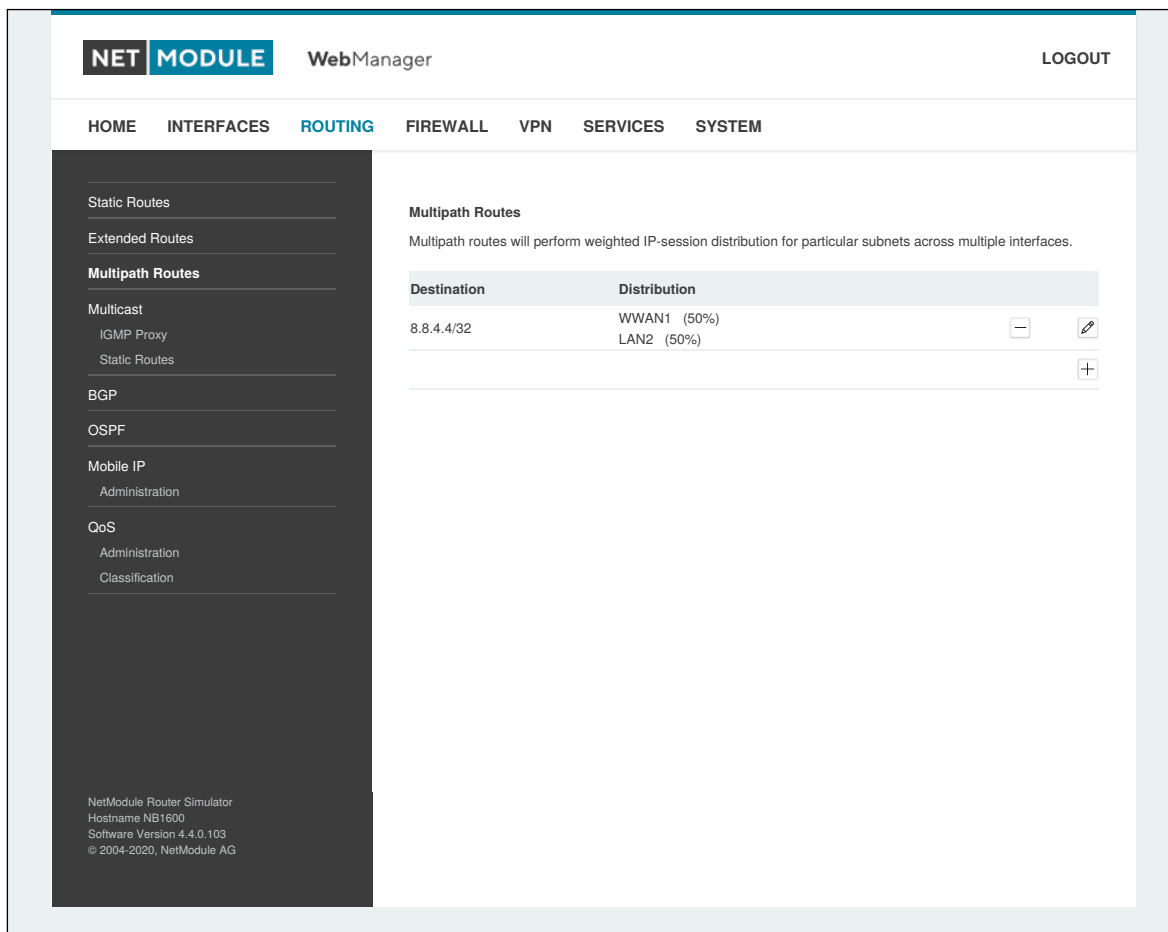 NET MODULE WebManager LOGOUT
HOME INTERFACES ROUTING FIREWALL VPN SERVICES SYSTEM
Static Routes
Extended Routes
Multipath Routes
Multicast
IGMP Proxy
Static Routes
BGP
OSPF
Mobile IP
Administration
QoS
Administration
Classification
NetModule Router Simulator
Hostname NB1600
Software Version 4.4.0.103
© 2004-2020, NetModule AG
Multipath Routes
Multipath routes will perform weighted IP-session distribution for particular subnets across multiple interfaces.
Destination Distribution
8.8.4.4/32 WWAN1 (50%)
LAN2 (50%)